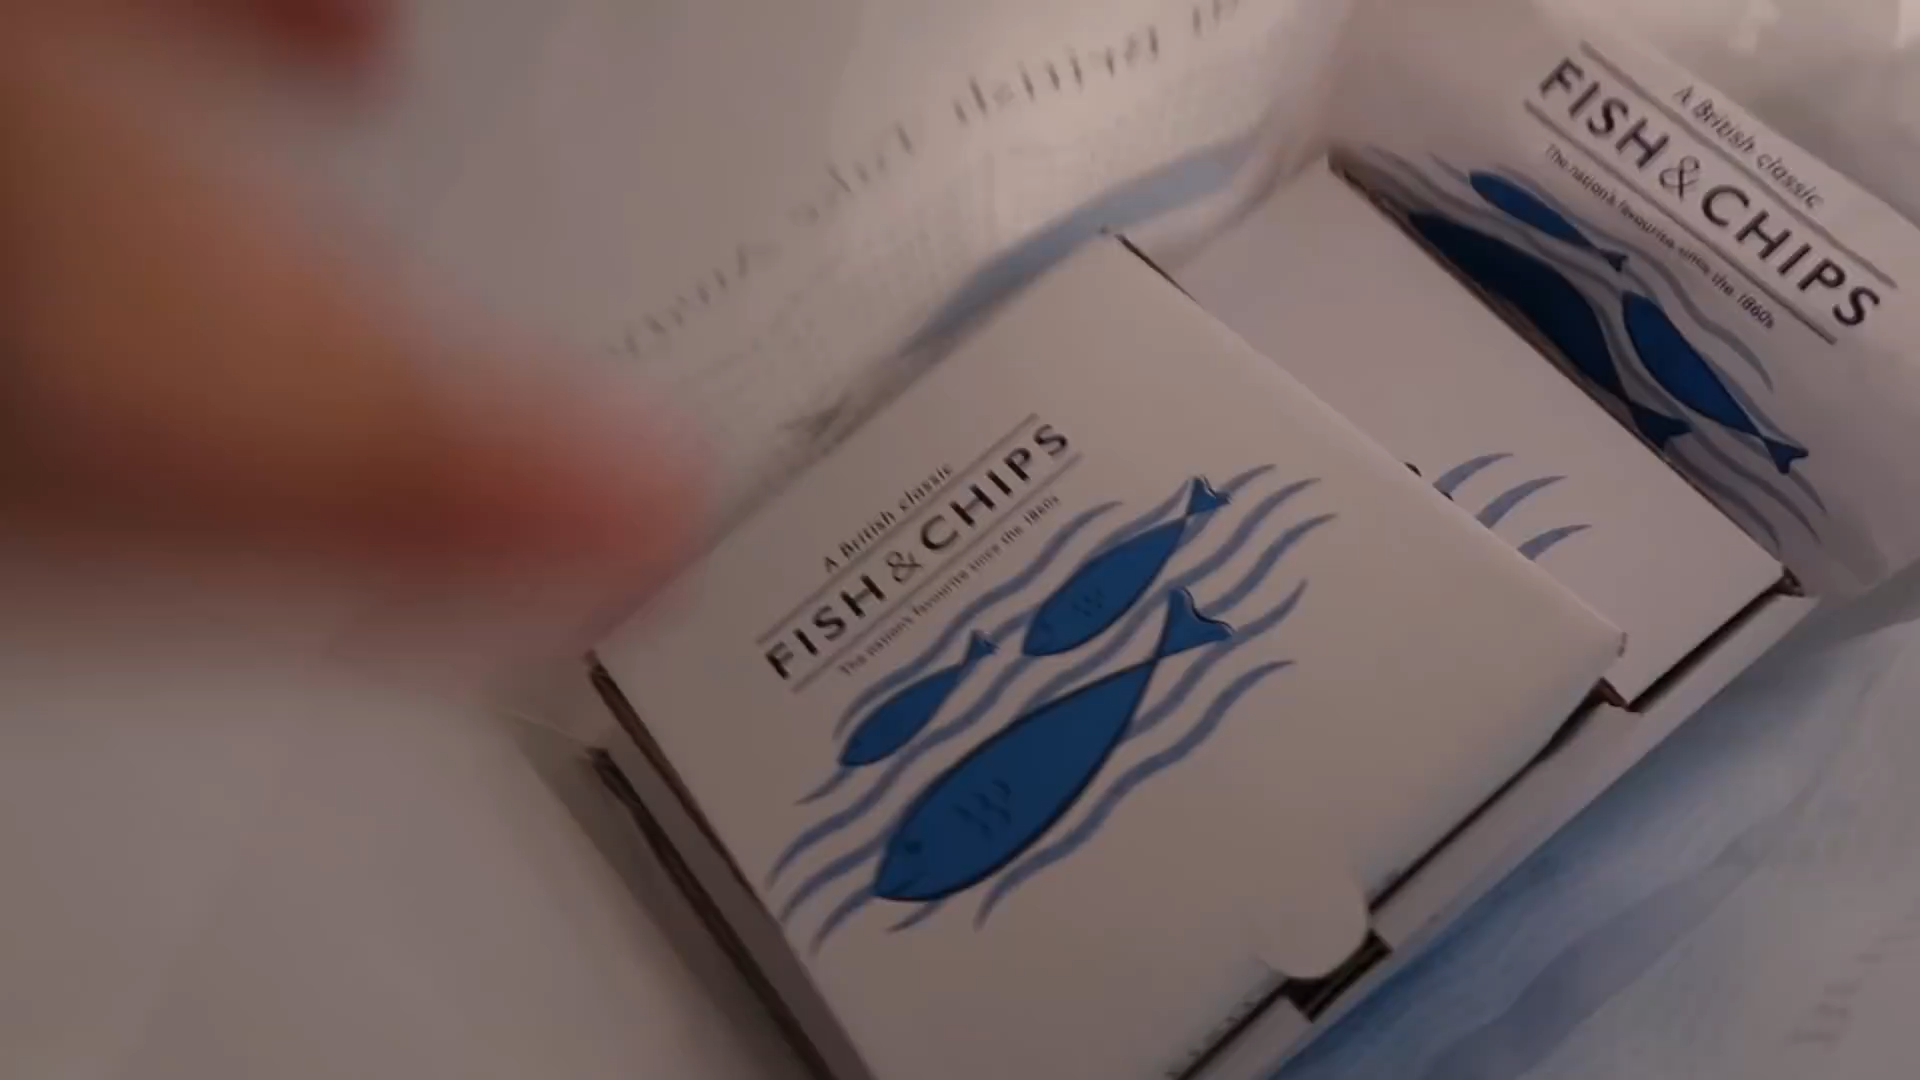 A British classic
FISH & CHIPS
The nation's favourite since the 1860s
A British classic
FISH & CHIPS
The nation's favourite since the 1860s